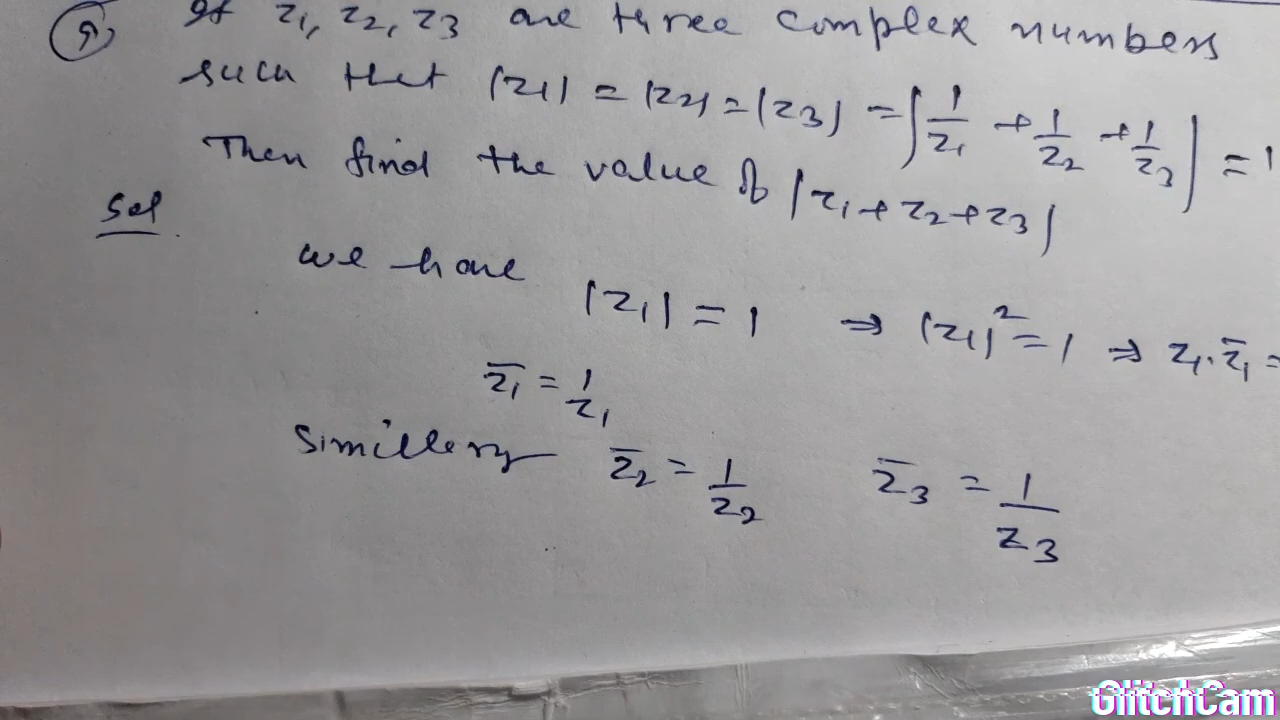 9) If z1, z2, z3 are three complex numbers
such that |z1| = |z2| = |z3| = |1/z1 + 1/z2 + 1/z3| = 1
Then find the value of |z1 + z2 + z3|
Sol
we have |z1| = 1 ⇒ |z1|² = 1 ⇒ z1.z̄1 =
z̄1 = 1/z1
Simillery z̄2 = 1/z2 z̄3 = 1/z3
GlitchCam